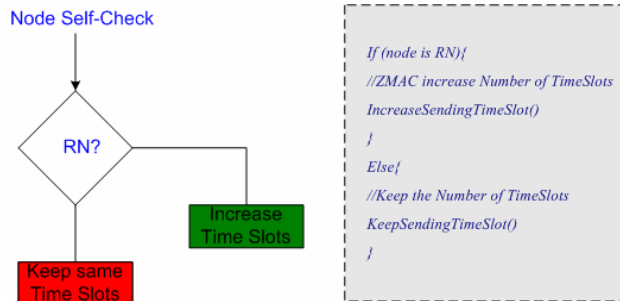 Node Self-Check
RN?
Increase
Time Slots
Keep same
Time Slots
If (node is RN){
//ZMAC increase Number of TimeSlots
IncreaseSendingTimeSlot()
}
Else{
//Keep the Number of TimeSlots
KeepSendingTimeSlot()
}